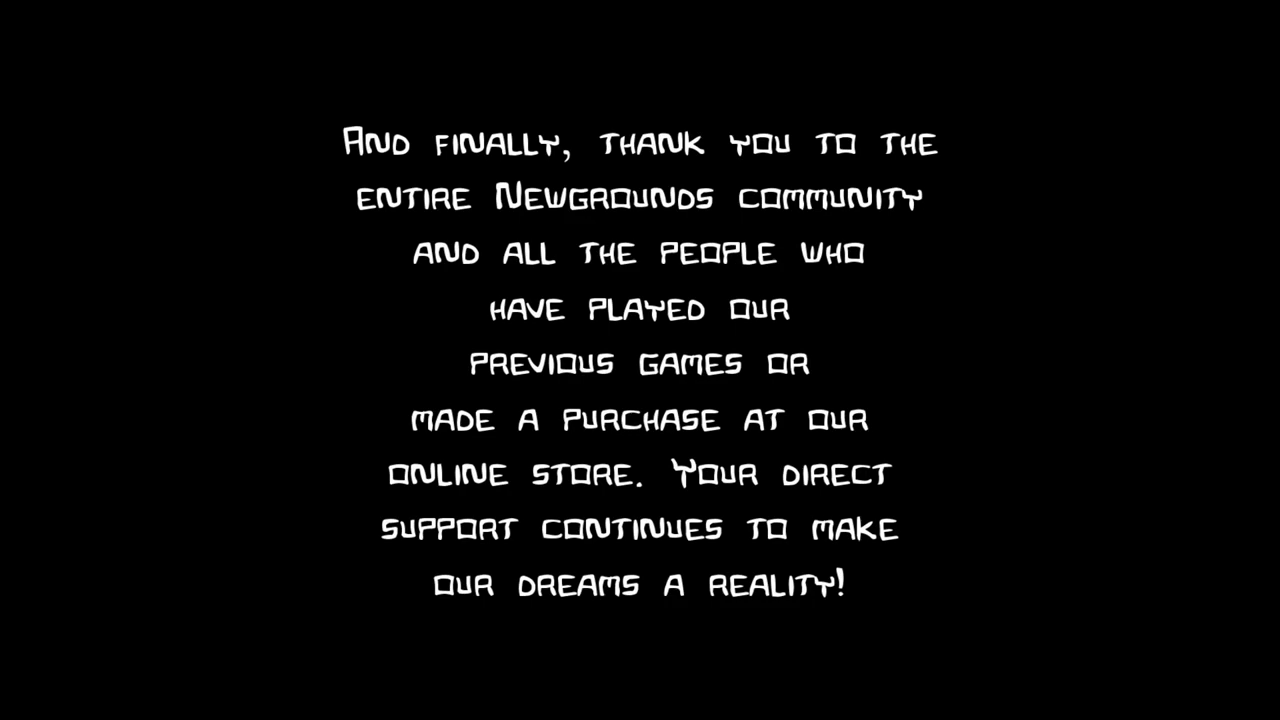 And finally, thank you to the
entire Newgrounds community
and all the people who
have played our
previous games or
made a purchase at our
online store. Your direct
support continues to make
our dreams a reality!